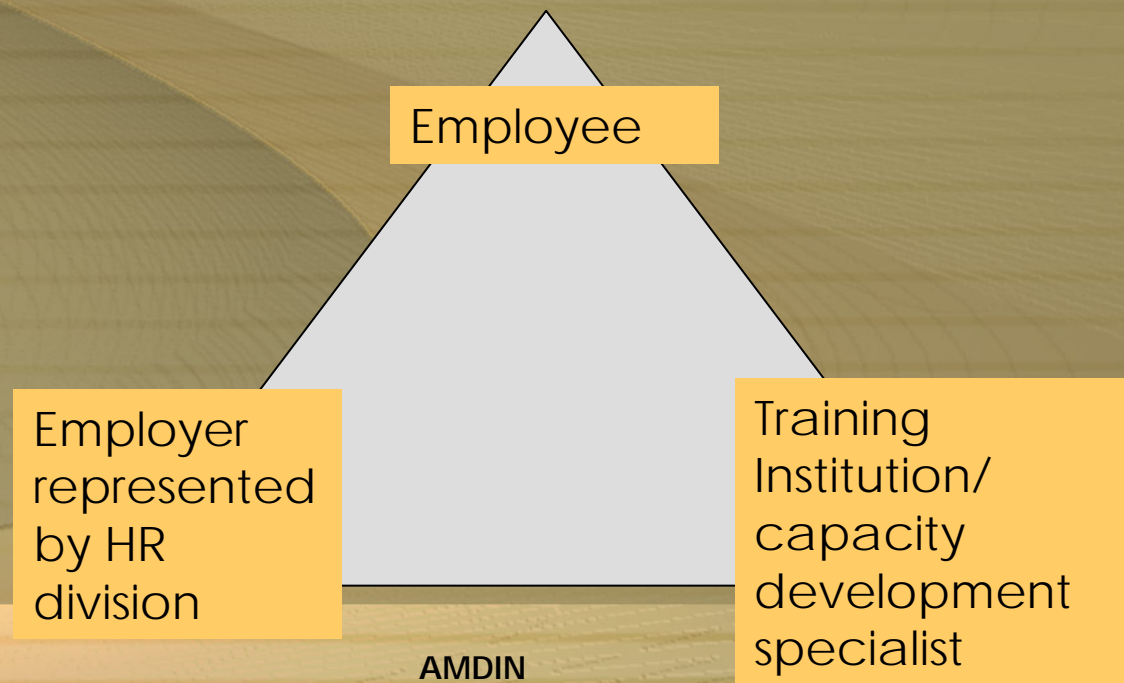 Employee
Employer
represented
by HR
division
Training
Institution/
capacity
development
specialist
AMDIN